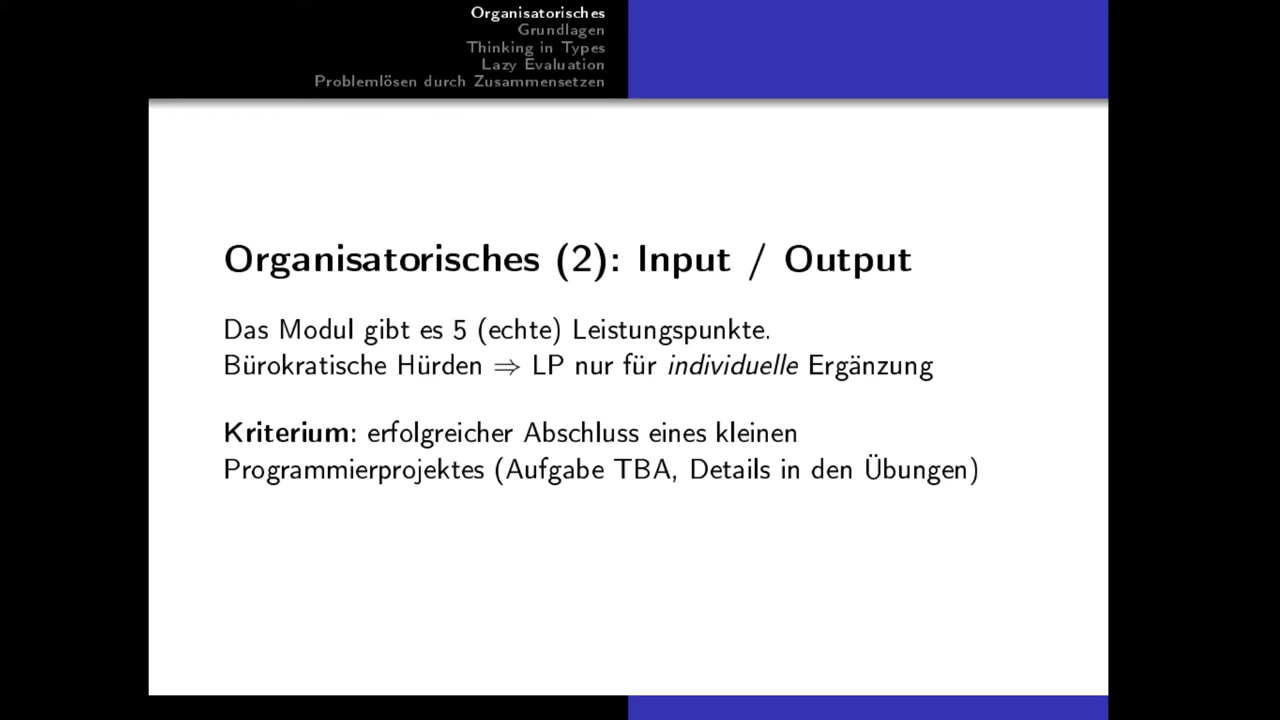 Organisatorisches
Grundlagen
Thinking in Types
Lazy Evaluation
Problemlösen durch Zusammensetzen
Organisatorisches (2): Input / Output
Das Modul gibt es 5 (echte) Leistungspunkte.
Bürokratische Hürden ⇒ LP nur für individuelle Ergänzung
Kriterium: erfolgreicher Abschluss eines kleinen
Programmierprojektes (Aufgabe TBA, Details in den Übungen)